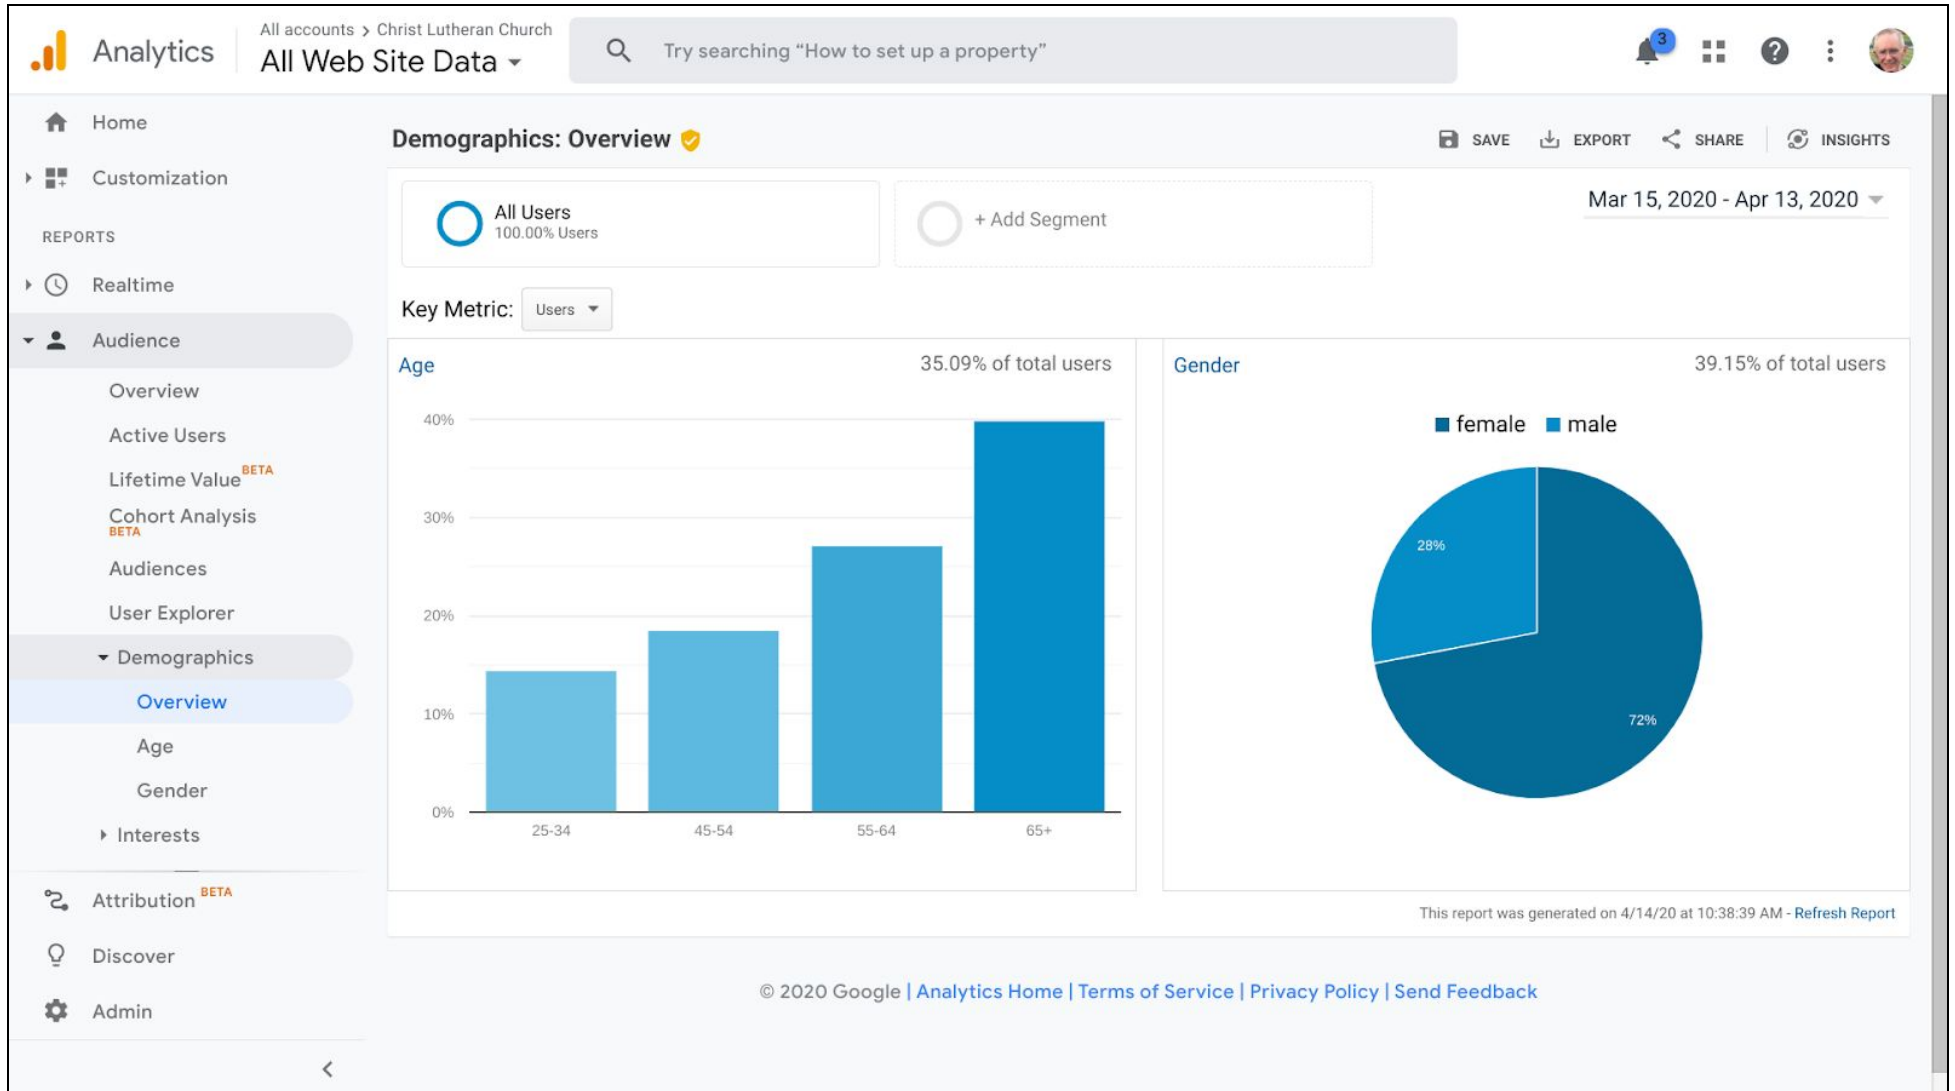 Analytics
All accounts > Christ Lutheran Church
All Web Site Data
Try searching “How to set up a property”
3
Home
Customization
REPORTS
Realtime
Audience
Overview
Active Users
Lifetime Value BETA
Cohort Analysis
BETA
Audiences
User Explorer
Demographics
Overview
Age
Gender
Interests
Attribution BETA
Discover
Admin
Demographics: Overview
SAVE
EXPORT
SHARE
INSIGHTS
All Users
100.00% Users
+ Add Segment
Mar 15, 2020 - Apr 13, 2020
Key Metric: Users
Age
35.09% of total users
40%
30%
20%
10%
0%
25-34 45-54 55-64 65+
Gender
39.15% of total users
female male
28%
72%
This report was generated on 4/14/20 at 10:38:39 AM - Refresh Report
© 2020 Google | Analytics Home | Terms of Service | Privacy Policy | Send Feedback